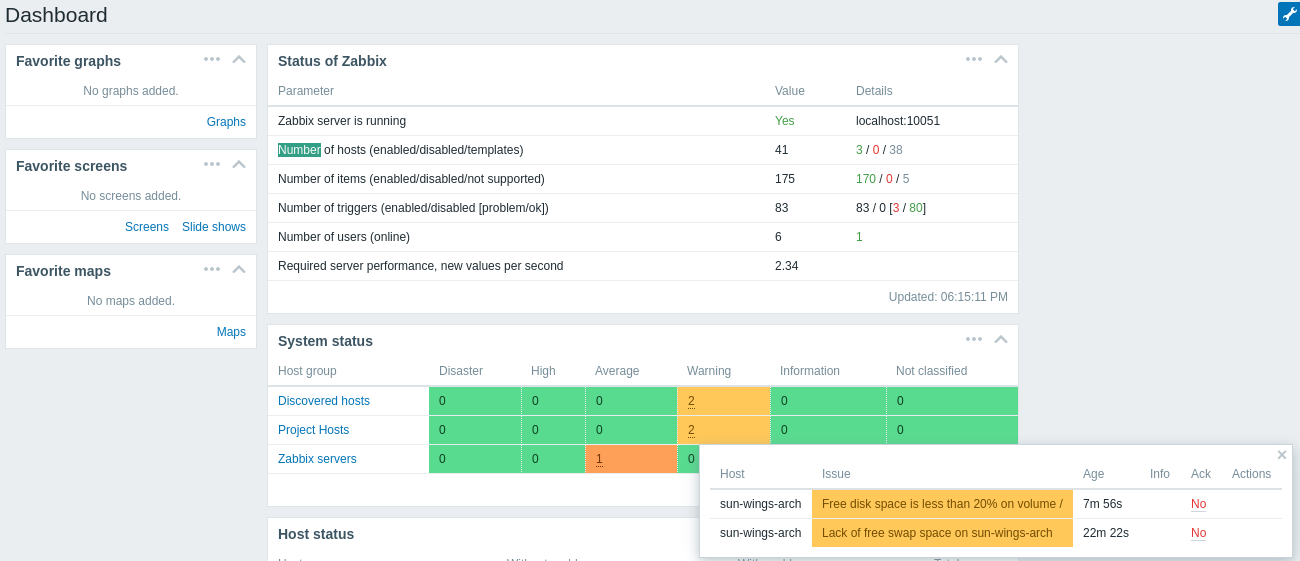 Dashboard
Favorite graphs
No graphs added.
Graphs
Favorite screens
No screens added.
Screens Slide shows
Favorite maps
No maps added.
Maps
Status of Zabbix
Parameter Value Details
Zabbix server is running Yes localhost:10051
Number of hosts (enabled/disabled/templates) 41 3 / 0 / 38
Number of items (enabled/disabled/not supported) 175 170 / 0 / 5
Number of triggers (enabled/disabled [problem/ok]) 83 83 / 0 [3 / 80]
Number of users (online) 6 1
Required server performance, new values per second 2.34
Updated: 06:15:11 PM
System status
Host group Disaster High Average Warning Information Not classified
Discovered hosts 0 0 0 2 0 0
Project Hosts 0 0 0 2 0 0
Zabbix servers 0 0 1 0
Host Issue Age Info Ack Actions
sun-wings-arch Free disk space is less than 20% on volume / 7m 56s No
sun-wings-arch Lack of free swap space on sun-wings-arch 22m 22s No
Host status